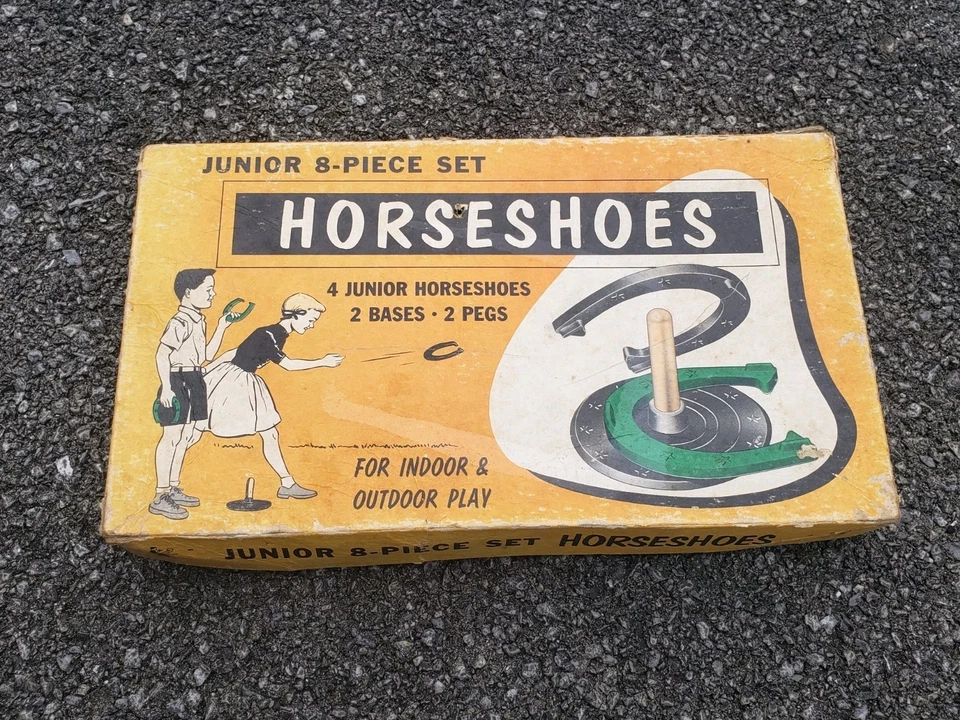 JUNIOR 8-PIECE SET
HORSESHOES
4 JUNIOR HORSESHOES
2 BASES · 2 PEGS
FOR INDOOR &
OUTDOOR PLAY
JUNIOR 8-PIECE SET HORSESHOES